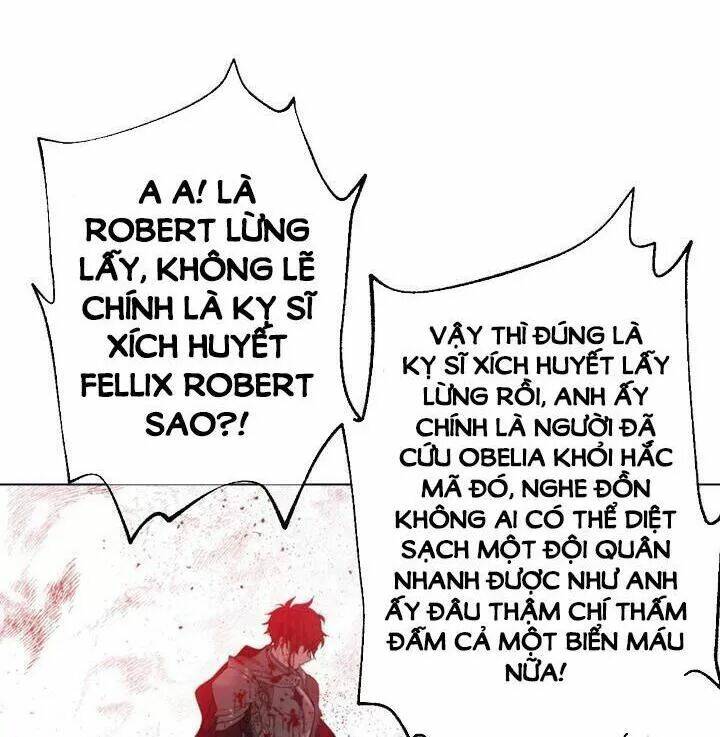 A A! LÀ
ROBERT LỪNG
LẤY, KHÔNG LẼ
CHÍNH LÀ KỴ SĨ
XÍCH HUYẾT
FELLIX ROBERT
SAO?!
VẬY THÌ ĐÚNG LÀ
KỴ SĨ XÍCH HUYẾT LẤY
LỪNG RỒI, ANH ẤY
CHÍNH LÀ NGƯỜI ĐÃ
CỨU OBELIA KHỎI HẮC
MÃ ĐÓ, NGHE ĐỒN
KHÔNG AI CÓ THỂ DIỆT
SẠCH MỘT ĐỘI QUÂN
NHANH ĐƯỢC NHƯ ANH
ẤY ĐÂU THẬM CHÍ THẤM
ĐẪM CẢ MỘT BIỂN MÁU
NỮA!